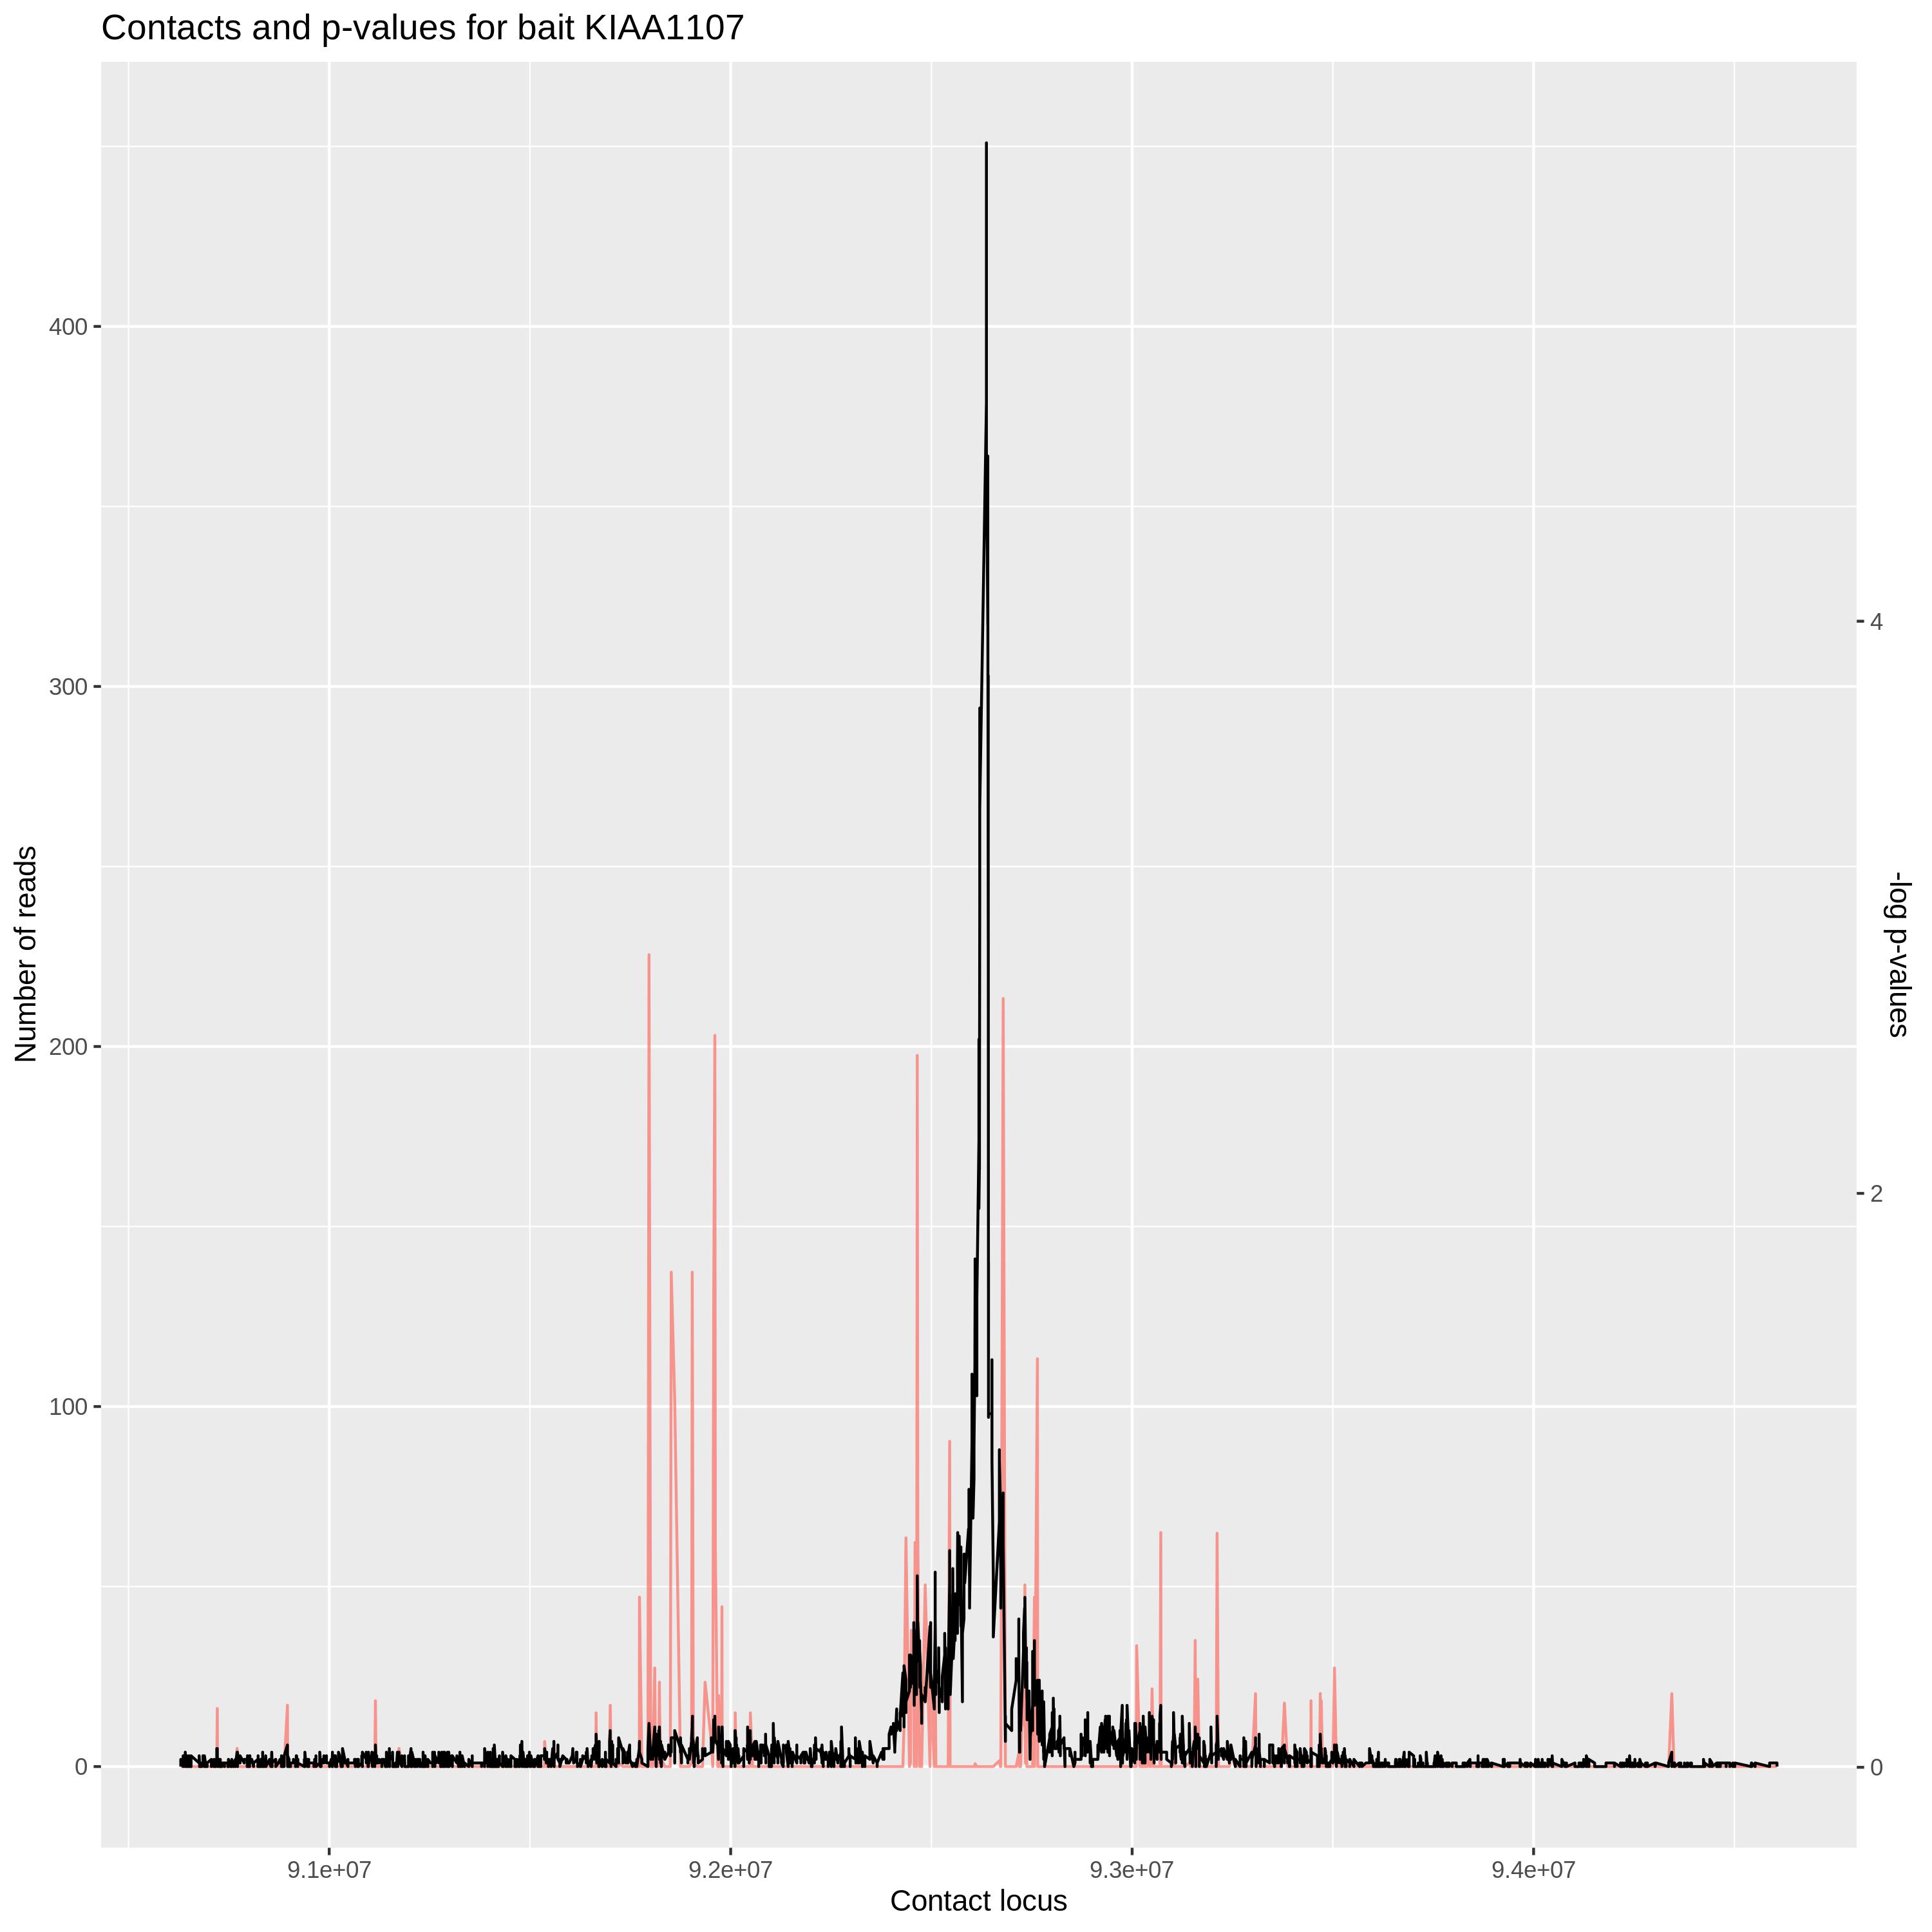 Contacts and p-values for bait KIAA1107
Number of reads
400
300
200
100
0
4
2
0
-log p-values
9.1e+07
9.2e+07
9.3e+07
9.4e+07
Contact locus